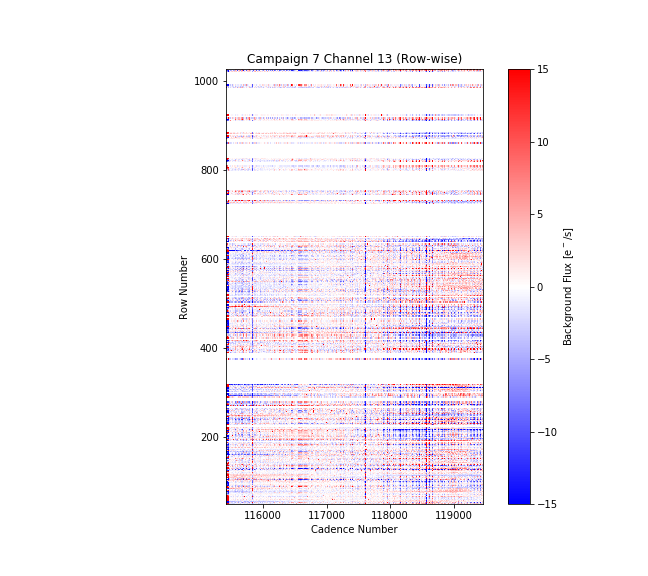 Campaign 7 Channel 13 (Row-wise)
1000
800
600
400
200
Row Number
116000 117000 118000 119000
Cadence Number
15
10
5
0
−5
−10
−15
Background Flux [e⁻/s]